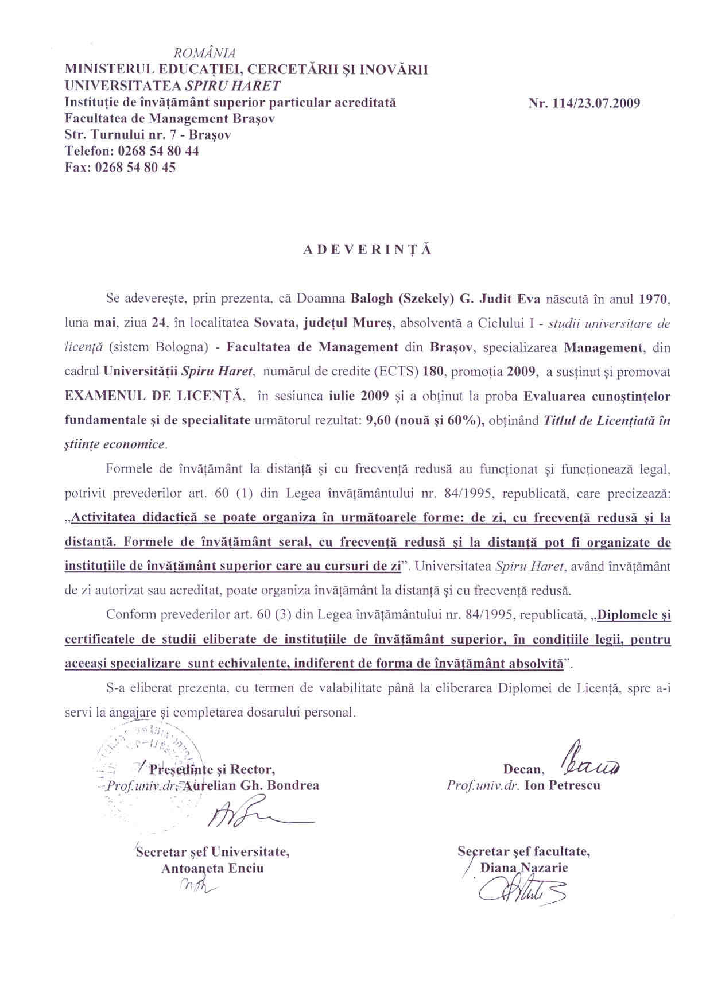 ROMÂNIA
MINISTERUL EDUCAŢIEI, CERCETĂRII ŞI INOVĂRII
UNIVERSITATEA SPIRU HARET
Instituţie de învăţământ superior particular acreditată Nr. 114/23.07.2009
Facultatea de Management Braşov
Str. Turnului nr. 7 - Braşov
Telefon: 0268 54 80 44
Fax: 0268 54 80 45
A D E V E R I N Ţ Ă
Se adevereşte, prin prezenta, că Doamna Balogh (Szekely) G. Judit Eva născută în anul 1970,
luna mai, ziua 24, în localitatea Sovata, judeţul Mureş, absolventă a Ciclului I - studii universitare de
licenţă (sistem Bologna) - Facultatea de Management din Braşov, specializarea Management, din
cadrul Universităţii Spiru Haret, numărul de credite (ECTS) 180, promoţia 2009, a susţinut şi promovat
EXAMENUL DE LICENŢĂ, în sesiunea iulie 2009 şi a obţinut la proba Evaluarea cunoştinţelor
fundamentale şi de specialitate următorul rezultat: 9,60 (nouă şi 60%), obţinând Titlul de Licenţiată în
ştiinţe economice.
Formele de învăţământ la distanţă şi cu frecvenţă redusă au funcţionat şi funcţionează legal,
potrivit prevederilor art. 60 (1) din Legea învăţământului nr. 84/1995, republicată, care precizează:
„Activitatea didactică se poate organiza în următoarele forme: de zi, cu frecvenţă redusă şi la
distanţă. Formele de învăţământ seral, cu frecvenţă redusă şi la distanţă pot fi organizate de
instituţiile de învăţământ superior care au cursuri de zi”. Universitatea Spiru Haret, având învăţământ
de zi autorizat sau acreditat, poate organiza învăţământ la distanţă şi cu frecvenţă redusă.
Conform prevederilor art. 60 (3) din Legea învăţământului nr. 84/1995, republicată, „Diplomele şi
certificatele de studii eliberate de instituţiile de învăţământ superior, în condiţiile legii, pentru
aceeaşi specializare sunt echivalente, indiferent de forma de învăţământ absolvită”.
S-a eliberat prezenta, cu termen de valabilitate până la eliberarea Diplomei de Licenţă, spre a-i
servi la angajare şi completarea dosarului personal.
Preşedinte şi Rector, Decan,
Prof.univ.dr. Aurelian Gh. Bondrea Prof.univ.dr. Ion Petrescu
Secretar şef Universitate, Secretar şef facultate,
Antoaneta Enciu Diana Nazarie